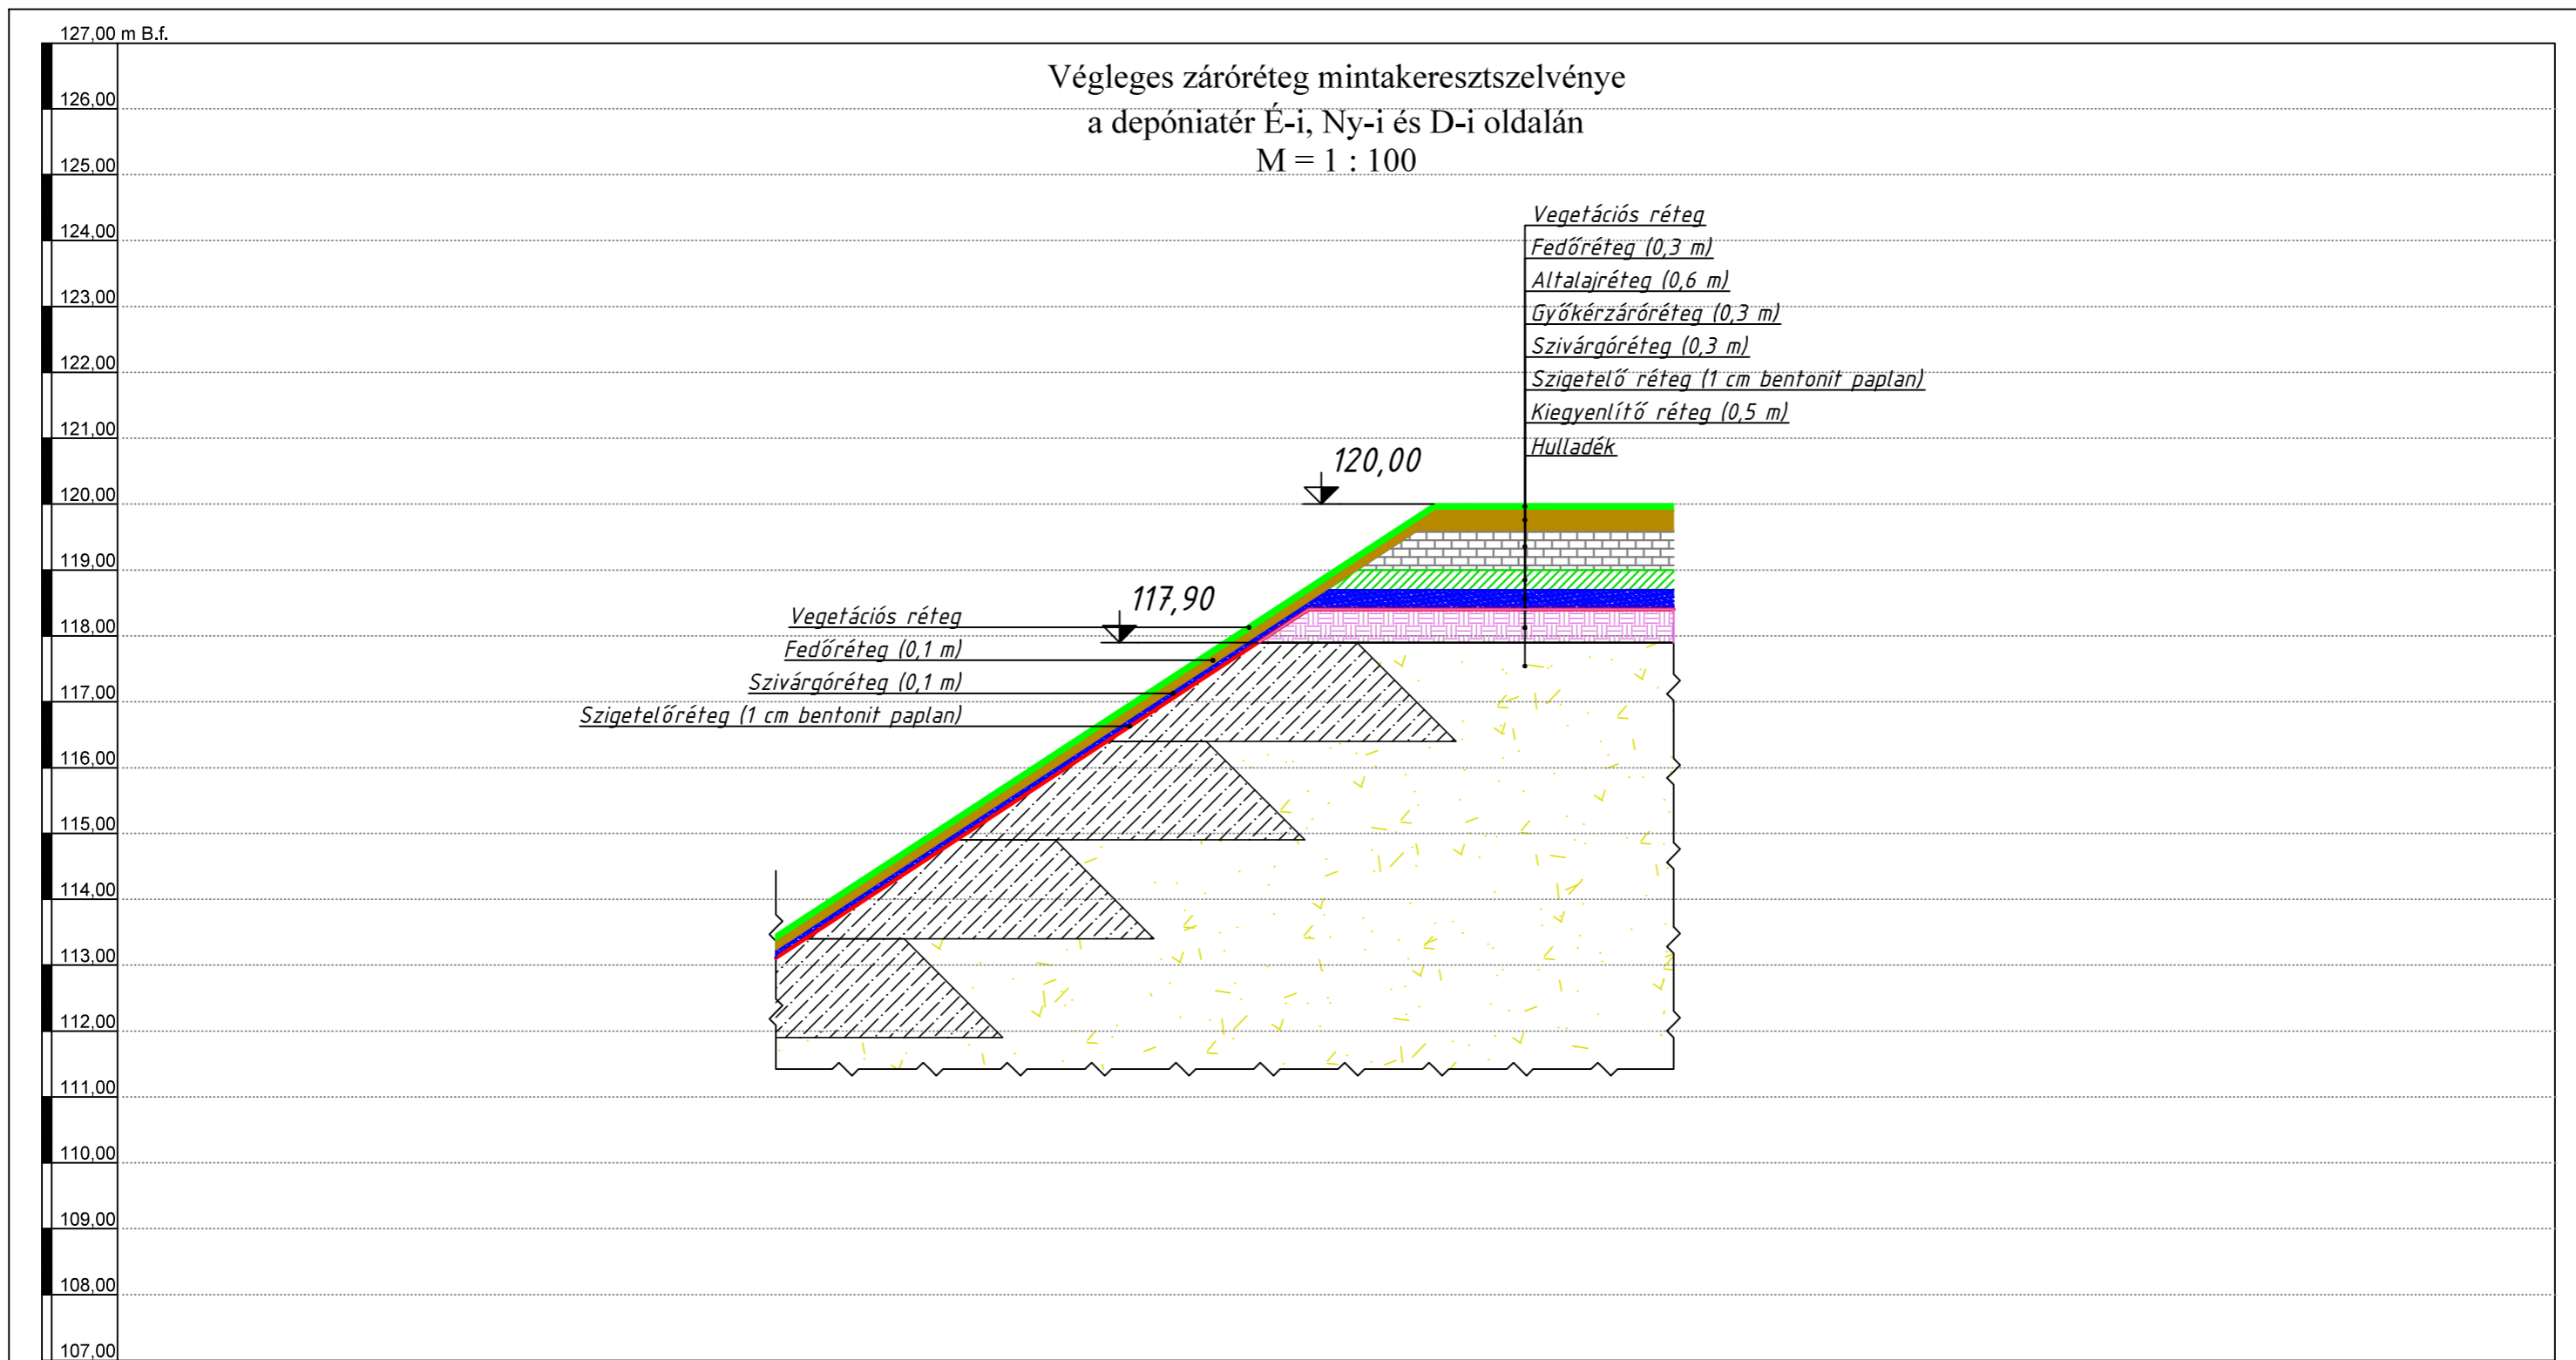 127,00 m B.f.
Végleges záróréteg mintakeresztszelvénye
a depóniatér É-i, Ny-i és D-i oldalán
M = 1 : 100
126,00
125,00
124,00
123,00
122,00
121,00
120,00
119,00
118,00
117,00
116,00
115,00
114,00
113,00
112,00
111,00
110,00
109,00
108,00
107,00
Vegetációs réteg
Fedőréteg (0,3 m)
Altalajréteg (0,6 m)
Győkérzáróréteg (0,3 m)
Szivárgóréteg (0,3 m)
Szigetelő réteg (1 cm bentonit paplan)
Kiegyenlítő réteg (0,5 m)
Hulladék
120,00
117,90
Vegetációs réteg
Fedőréteg (0,1 m)
Szivárgóréteg (0,1 m)
Szigetelőréteg (1 cm bentonit paplan)